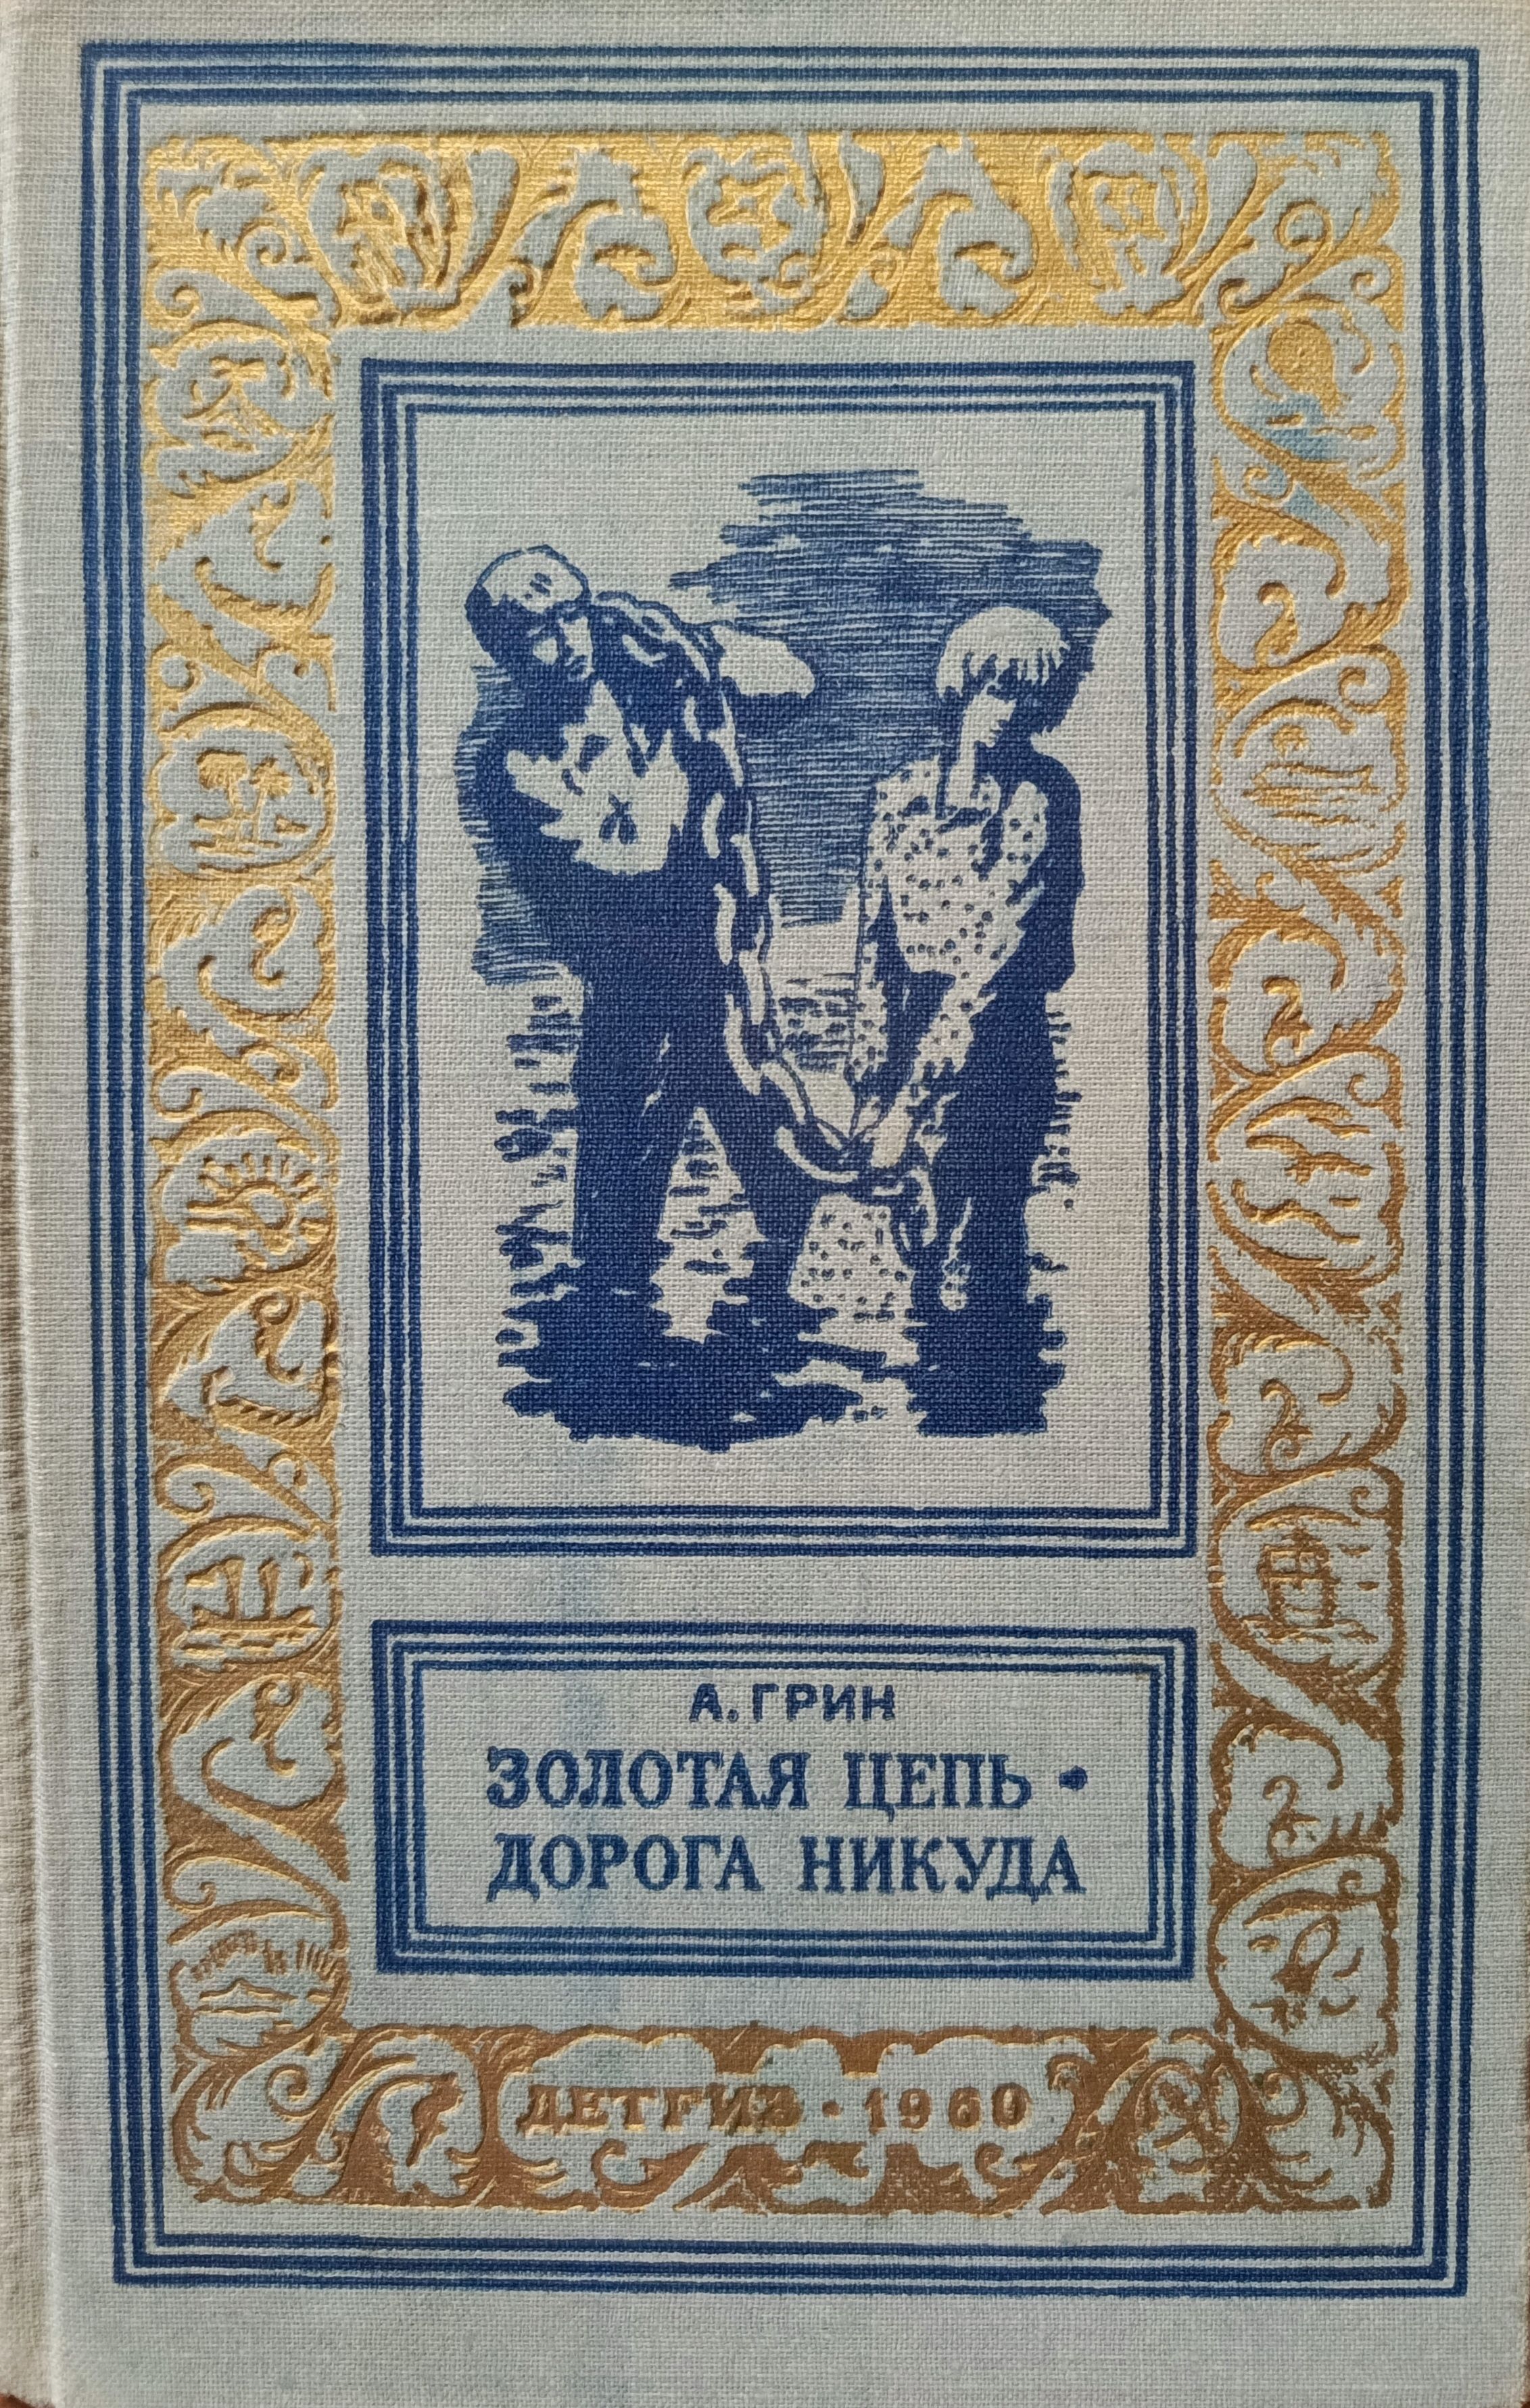 А. ГРИН
ЗОЛОТАЯ ЦЕПЬ •
ДОРОГА НИКУДА
ДЕТГИЗ • 1960